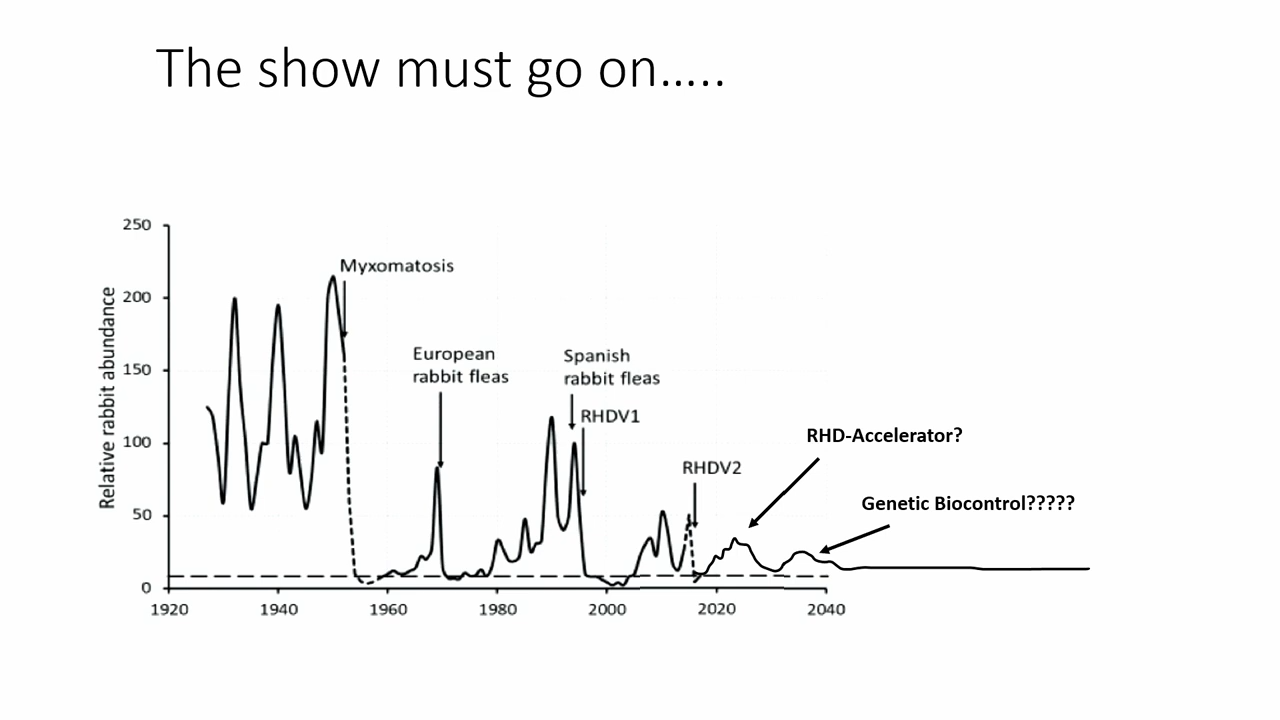 The show must go on.....
250
200
150
100
50
0
Relative rabbit abundance
Myxomatosis
European
rabbit fleas
Spanish
rabbit fleas
RHDV1
RHDV2
RHD-Accelerator?
Genetic Biocontrol?????
1920 1940 1960 1980 2000 2020 2040